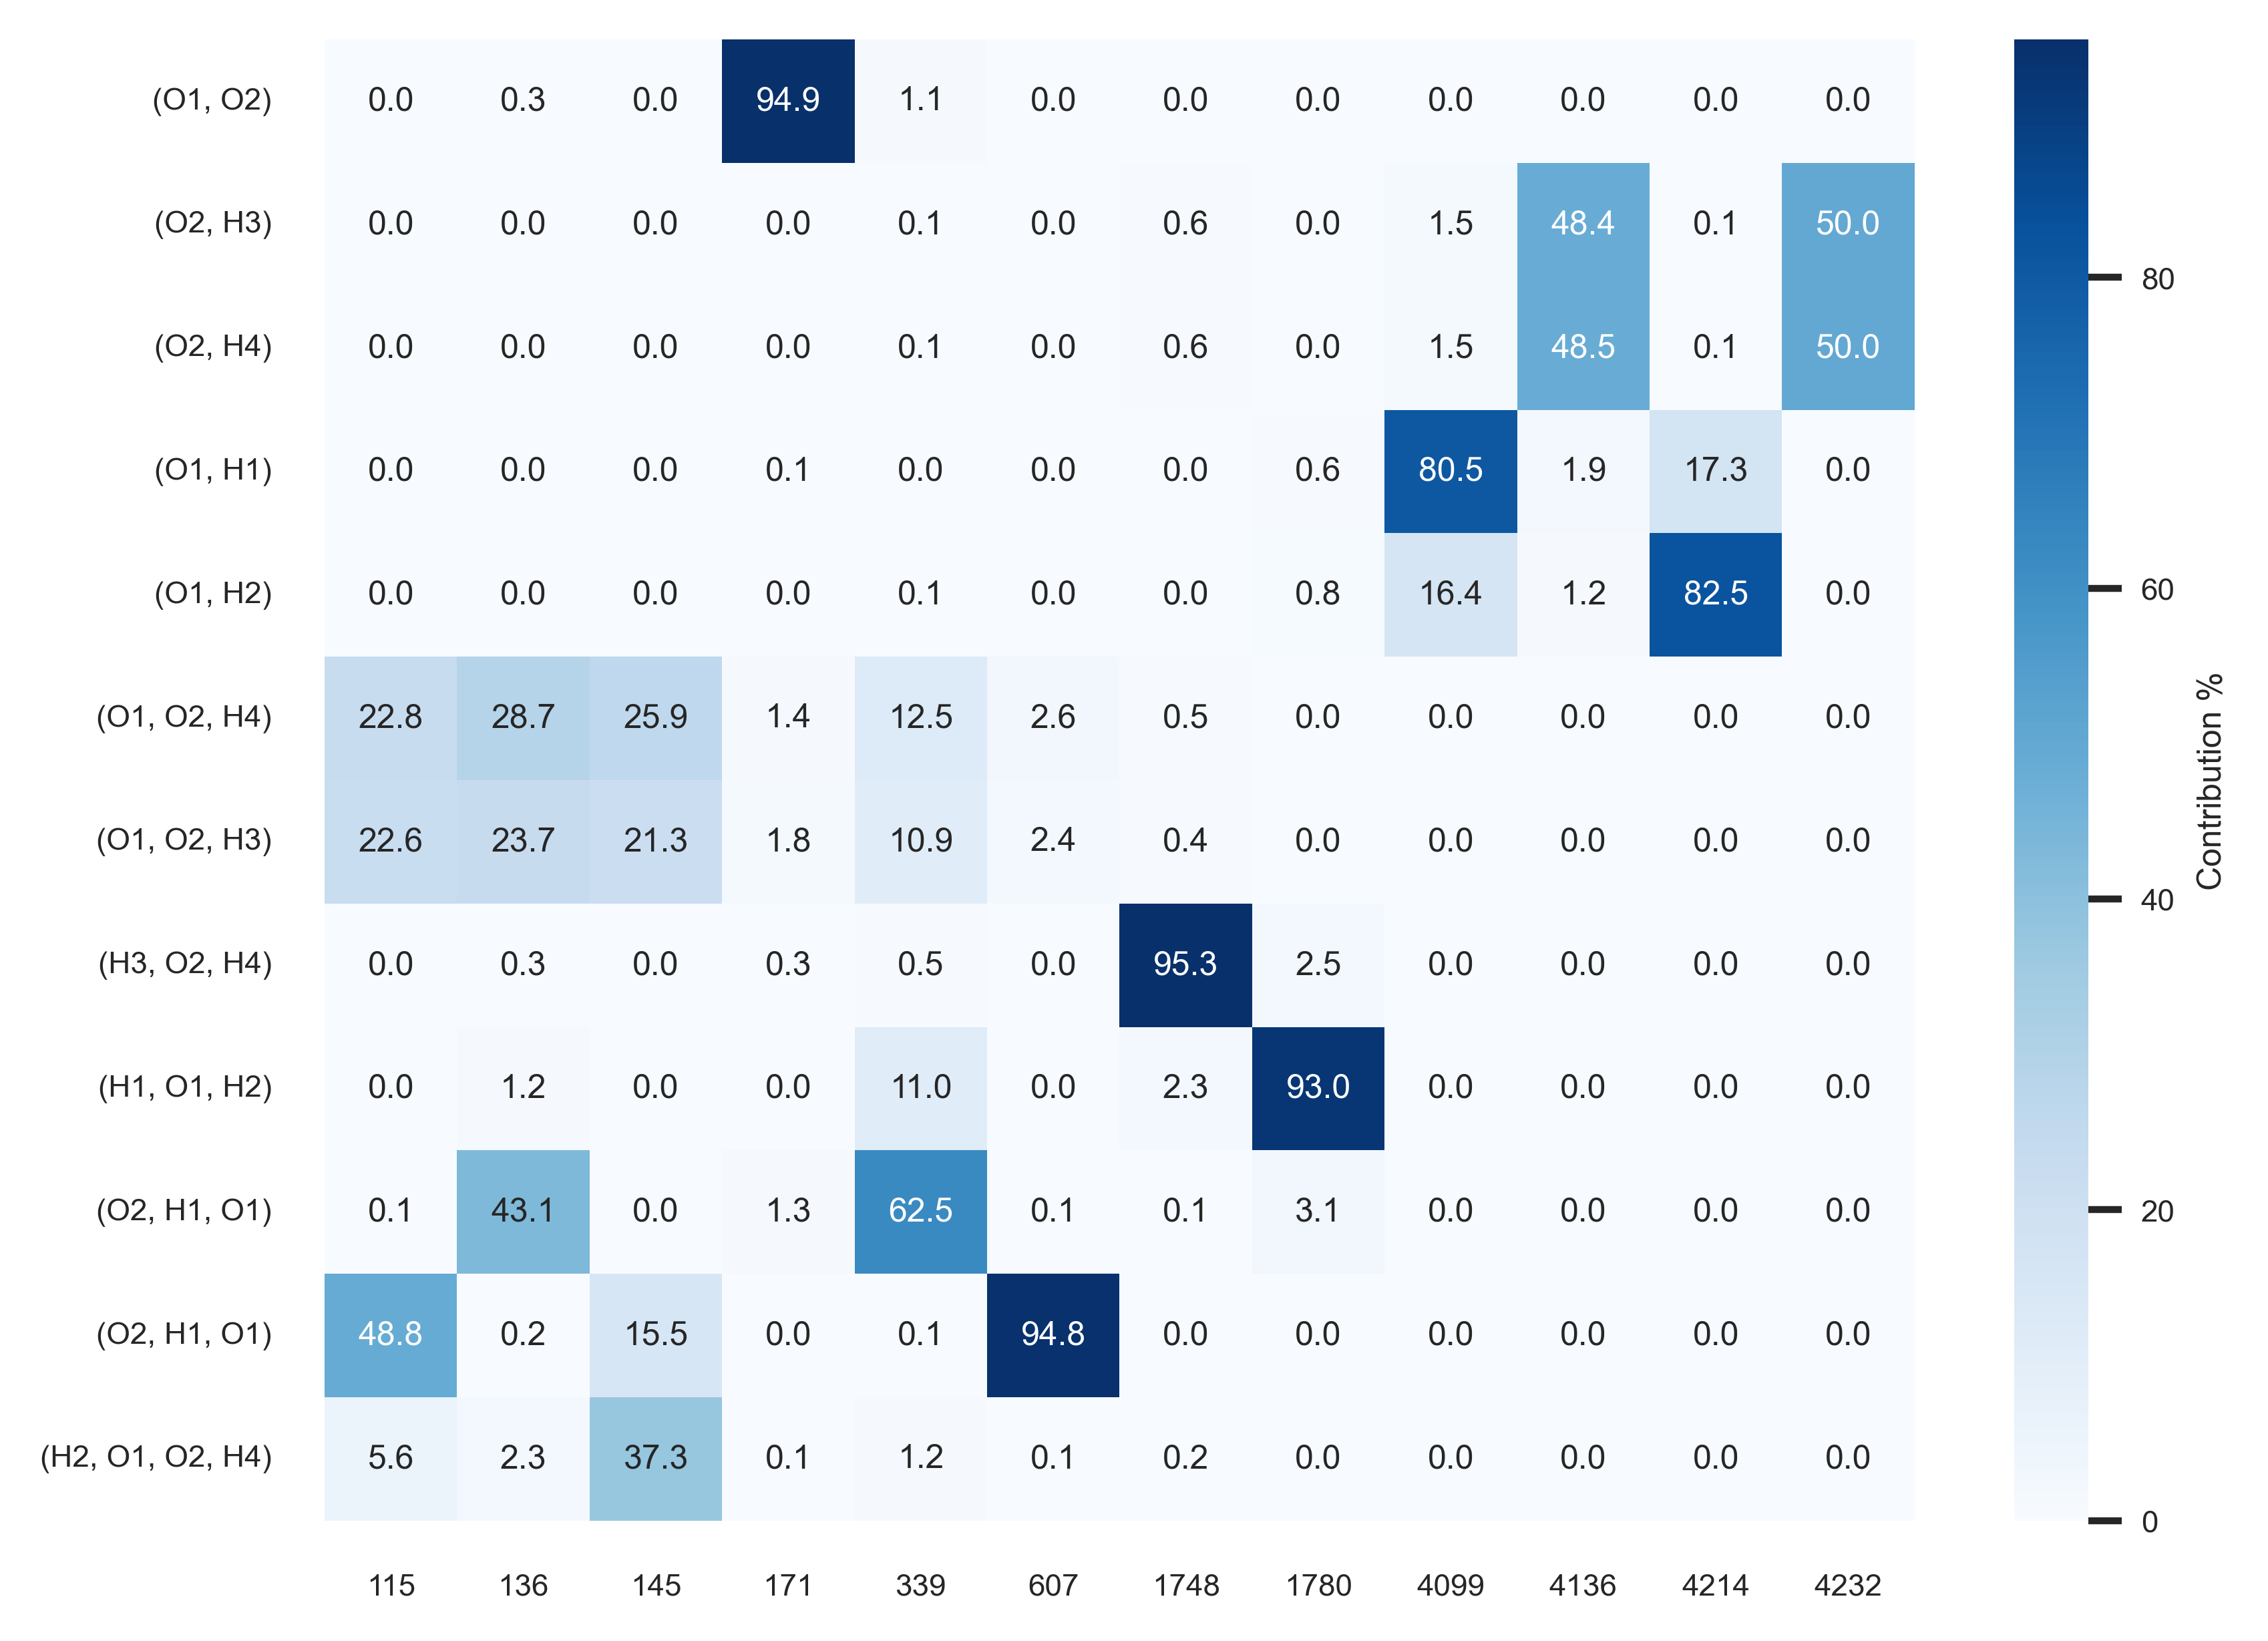 (O1, O2) 0.0 0.3 0.0 94.9 1.1 0.0 0.0 0.0 0.0 0.0 0.0 0.0
(O2, H3) 0.0 0.0 0.0 0.0 0.1 0.0 0.6 0.0 1.5 48.4 0.1 50.0
(O2, H4) 0.0 0.0 0.0 0.0 0.1 0.0 0.6 0.0 1.5 48.5 0.1 50.0
(O1, H1) 0.0 0.0 0.0 0.1 0.0 0.0 0.0 0.6 80.5 1.9 17.3 0.0
(O1, H2) 0.0 0.0 0.0 0.0 0.1 0.0 0.0 0.8 16.4 1.2 82.5 0.0
(O1, O2, H4) 22.8 28.7 25.9 1.4 12.5 2.6 0.5 0.0 0.0 0.0 0.0 0.0
(O1, O2, H3) 22.6 23.7 21.3 1.8 10.9 2.4 0.4 0.0 0.0 0.0 0.0 0.0
(H3, O2, H4) 0.0 0.3 0.0 0.3 0.5 0.0 95.3 2.5 0.0 0.0 0.0 0.0
(H1, O1, H2) 0.0 1.2 0.0 0.0 11.0 0.0 2.3 93.0 0.0 0.0 0.0 0.0
(O2, H1, O1) 0.1 43.1 0.0 1.3 62.5 0.1 0.1 3.1 0.0 0.0 0.0 0.0
(O2, H1, O1) 48.8 0.2 15.5 0.0 0.1 94.8 0.0 0.0 0.0 0.0 0.0 0.0
(H2, O1, O2, H4) 5.6 2.3 37.3 0.1 1.2 0.1 0.2 0.0 0.0 0.0 0.0 0.0
115 136 145 171 339 607 1748 1780 4099 4136 4214 4232
80
60
40
20
0
Contribution %